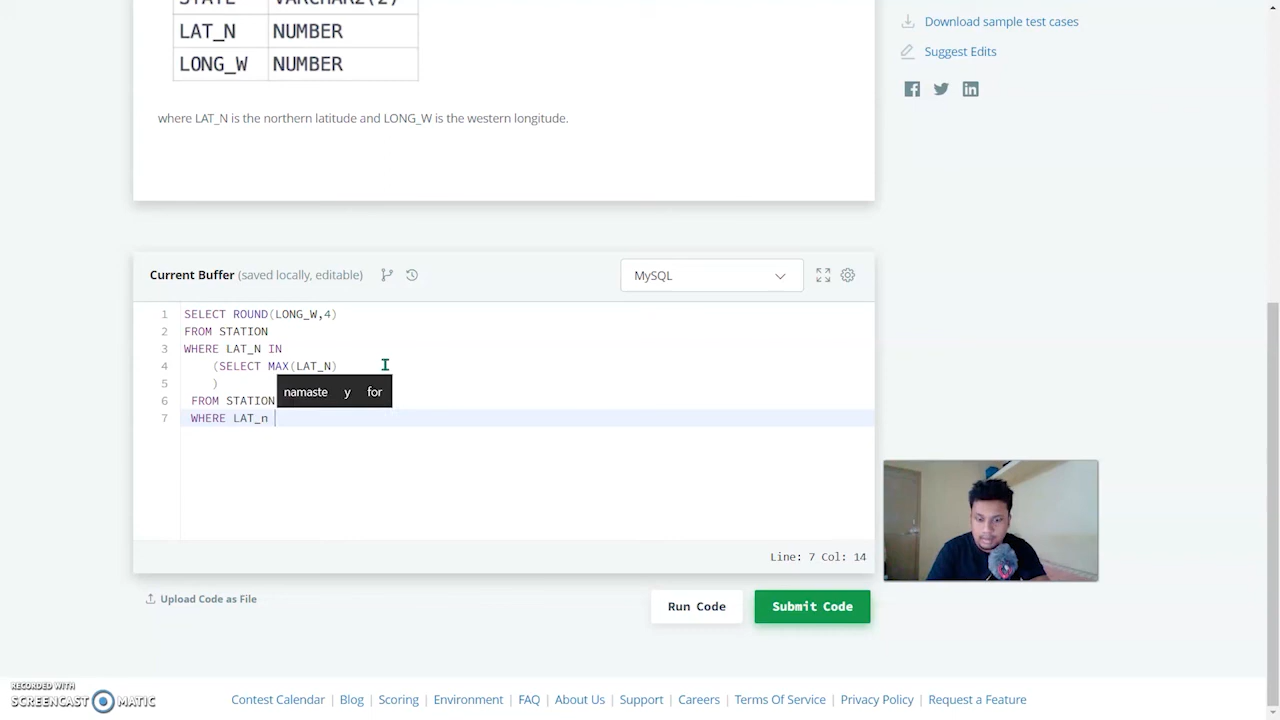 STATE VARCHAR2(2)
LAT_N NUMBER
LONG_W NUMBER
where LAT_N is the northern latitude and LONG_W is the western longitude.
Download sample test cases
Suggest Edits
Current Buffer (saved locally, editable)
MySQL
1 SELECT ROUND(LONG_W,4)
2 FROM STATION
3 WHERE LAT_N IN
4 (SELECT MAX(LAT_N)
5 )
6 FROM STATION
7 WHERE LAT_n
namaste y for
Line: 7 Col: 14
Upload Code as File
Run Code
Submit Code
RECORDED WITH
SCREENCAST MATIC
Contest Calendar | Blog | Scoring | Environment | FAQ | About Us | Support | Careers | Terms Of Service | Privacy Policy | Request a Feature